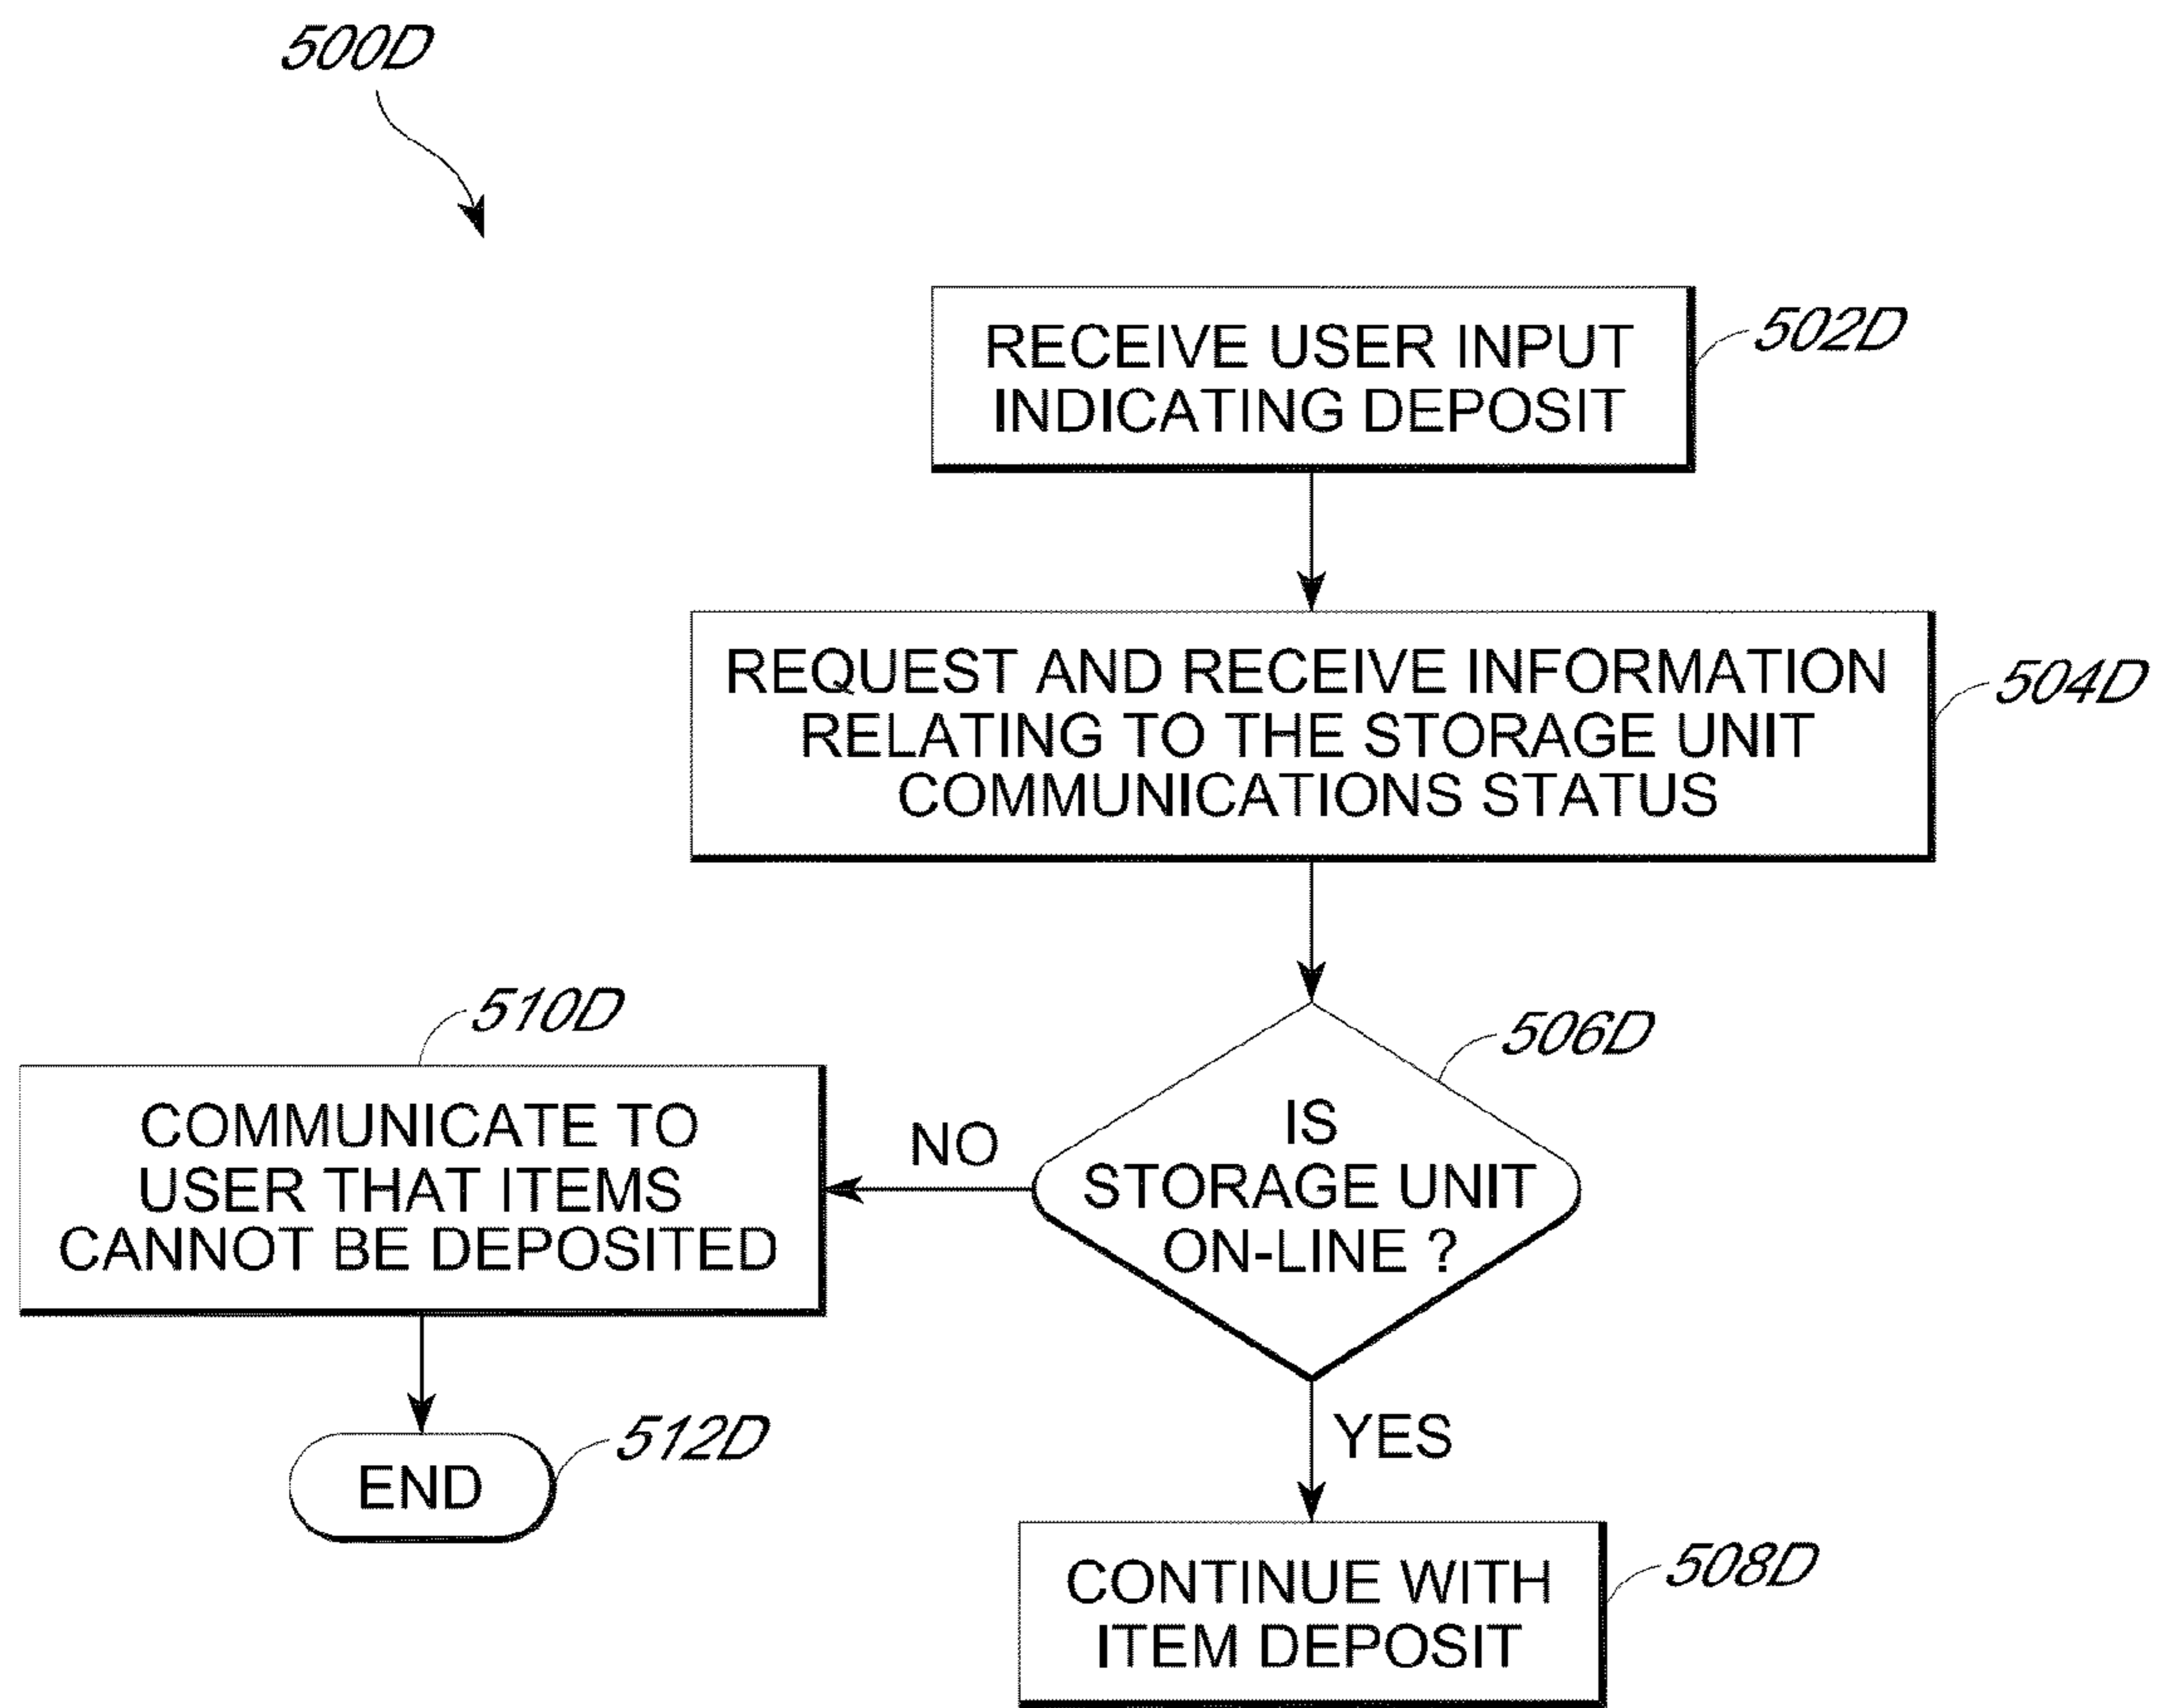 500D
RECEIVE USER INPUT
INDICATING DEPOSIT
502D
REQUEST AND RECEIVE INFORMATION
RELATING TO THE STORAGE UNIT
COMMUNICATIONS STATUS
504D
IS
STORAGE UNIT
ON-LINE ?
506D
NO
510D
COMMUNICATE TO
USER THAT ITEMS
CANNOT BE DEPOSITED
END
512D
YES
CONTINUE WITH
ITEM DEPOSIT
508D